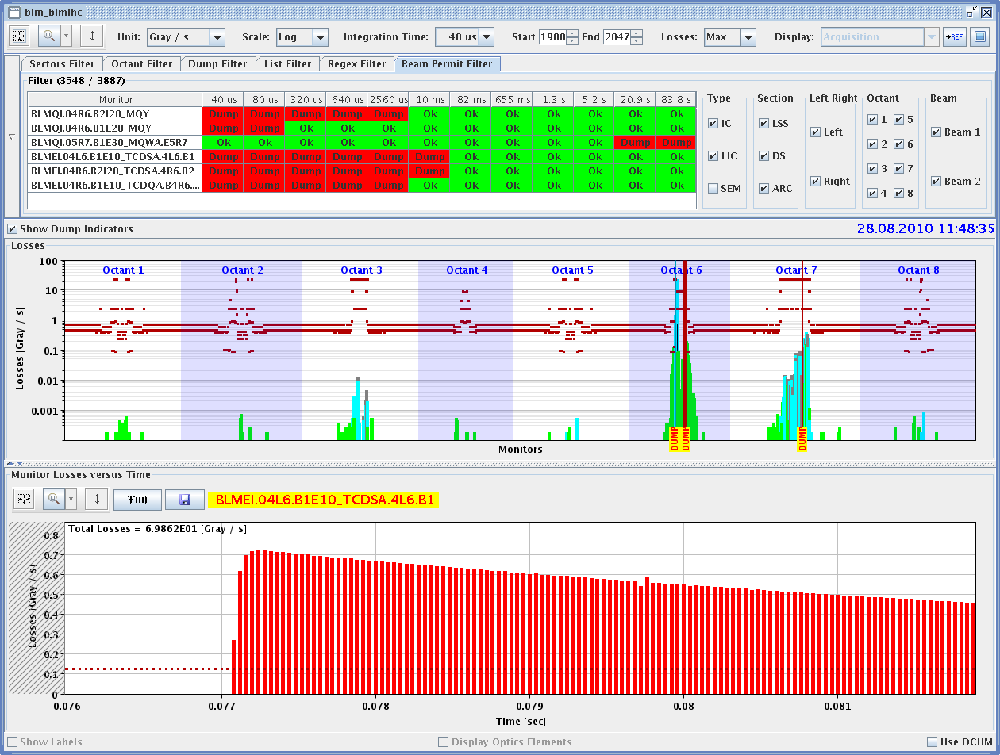 blm_blmlhc
Unit: Gray / s Scale: Log Integration Time: 40 us Start 1900 End 2047 Losses: Max Display: Acquisition →REF
Sectors Filter Octant Filter Dump Filter List Filter Regex Filter Beam Permit Filter
Filter (3548 / 3887)
Monitor 40 us 80 us 320 us 640 us 2560 us 10 ms 82 ms 655 ms 1.3 s 5.2 s 20.9 s 83.8 s
BLMQI.04R6.B2I20_MQY Dump Dump Dump Dump Dump Ok Ok Ok Ok Ok Ok Ok
BLMQI.04R6.B1E20_MQY Dump Dump Ok Ok Ok Ok Ok Ok Ok Ok Ok Ok
BLMQI.05R7.B1E30_MQWA.E5R7 Ok Ok Ok Ok Ok Ok Ok Ok Ok Ok Dump Dump
BLMEI.04L6.B1E10_TCDSA.4L6.B1 Dump Dump Dump Dump Dump Dump Ok Ok Ok Ok Ok Ok
BLMEI.04R6.B2I20_TCDSA.4R6.B2 Dump Dump Dump Dump Dump Dump Ok Ok Ok Ok Ok Ok
BLMEI.04R6.B1E10_TCDQA.B4R6.... Dump Dump Dump Dump Dump Ok Ok Ok Ok Ok Ok Ok
Type Section Left Right Octant Beam
IC LSS Left 1 5 Beam 1
LIC DS 2 6
SEM ARC Right 3 7 Beam 2
4 8
Show Dump Indicators 28.08.2010 11:48:35
Losses
Losses [Gray / s]
100
10
1
0.1
0.01
0.001
Octant 1 Octant 2 Octant 3 Octant 4 Octant 5 Octant 6 Octant 7 Octant 8
DUMP DUMP DUMP
Monitors
Monitor Losses versus Time
F(x) BLMEI.04L6.B1E10_TCDSA.4L6.B1
Total Losses = 6.9862E01 [Gray / s]
Losses [Gray / s]
0.8
0.7
0.6
0.5
0.4
0.3
0.2
0.1
0
0.076 0.077 0.078 0.079 0.08 0.081
Time [sec]
Show Labels Display Optics Elements Use DCUM